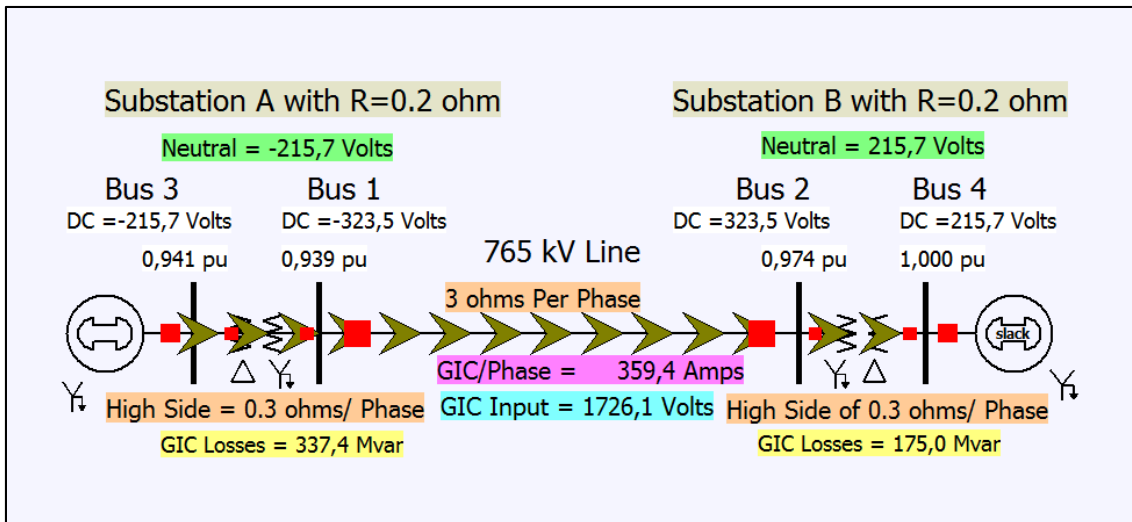 Substation A with R=0.2 ohm
Substation B with R=0.2 ohm
Neutral = -215,7 Volts
Neutral = 215,7 Volts
Bus 3
Bus 1
Bus 2
Bus 4
DC =-215,7 Volts
DC=-323,5 Volts
DC =323,5 Volts
DC =215,7 Volts
0,941 pu
0,939 pu
765 kV Line
0,974 pu
1,000 pu
3 ohms Per Phase
slack
GIC/Phase = 359,4 Amps
High Side = 0.3 ohms/ Phase
GIC Input = 1726,1 Volts
High Side of 0.3 ohms/ Phase
GIC Losses = 337,4 Mvar
GIC Losses = 175,0 Mvar